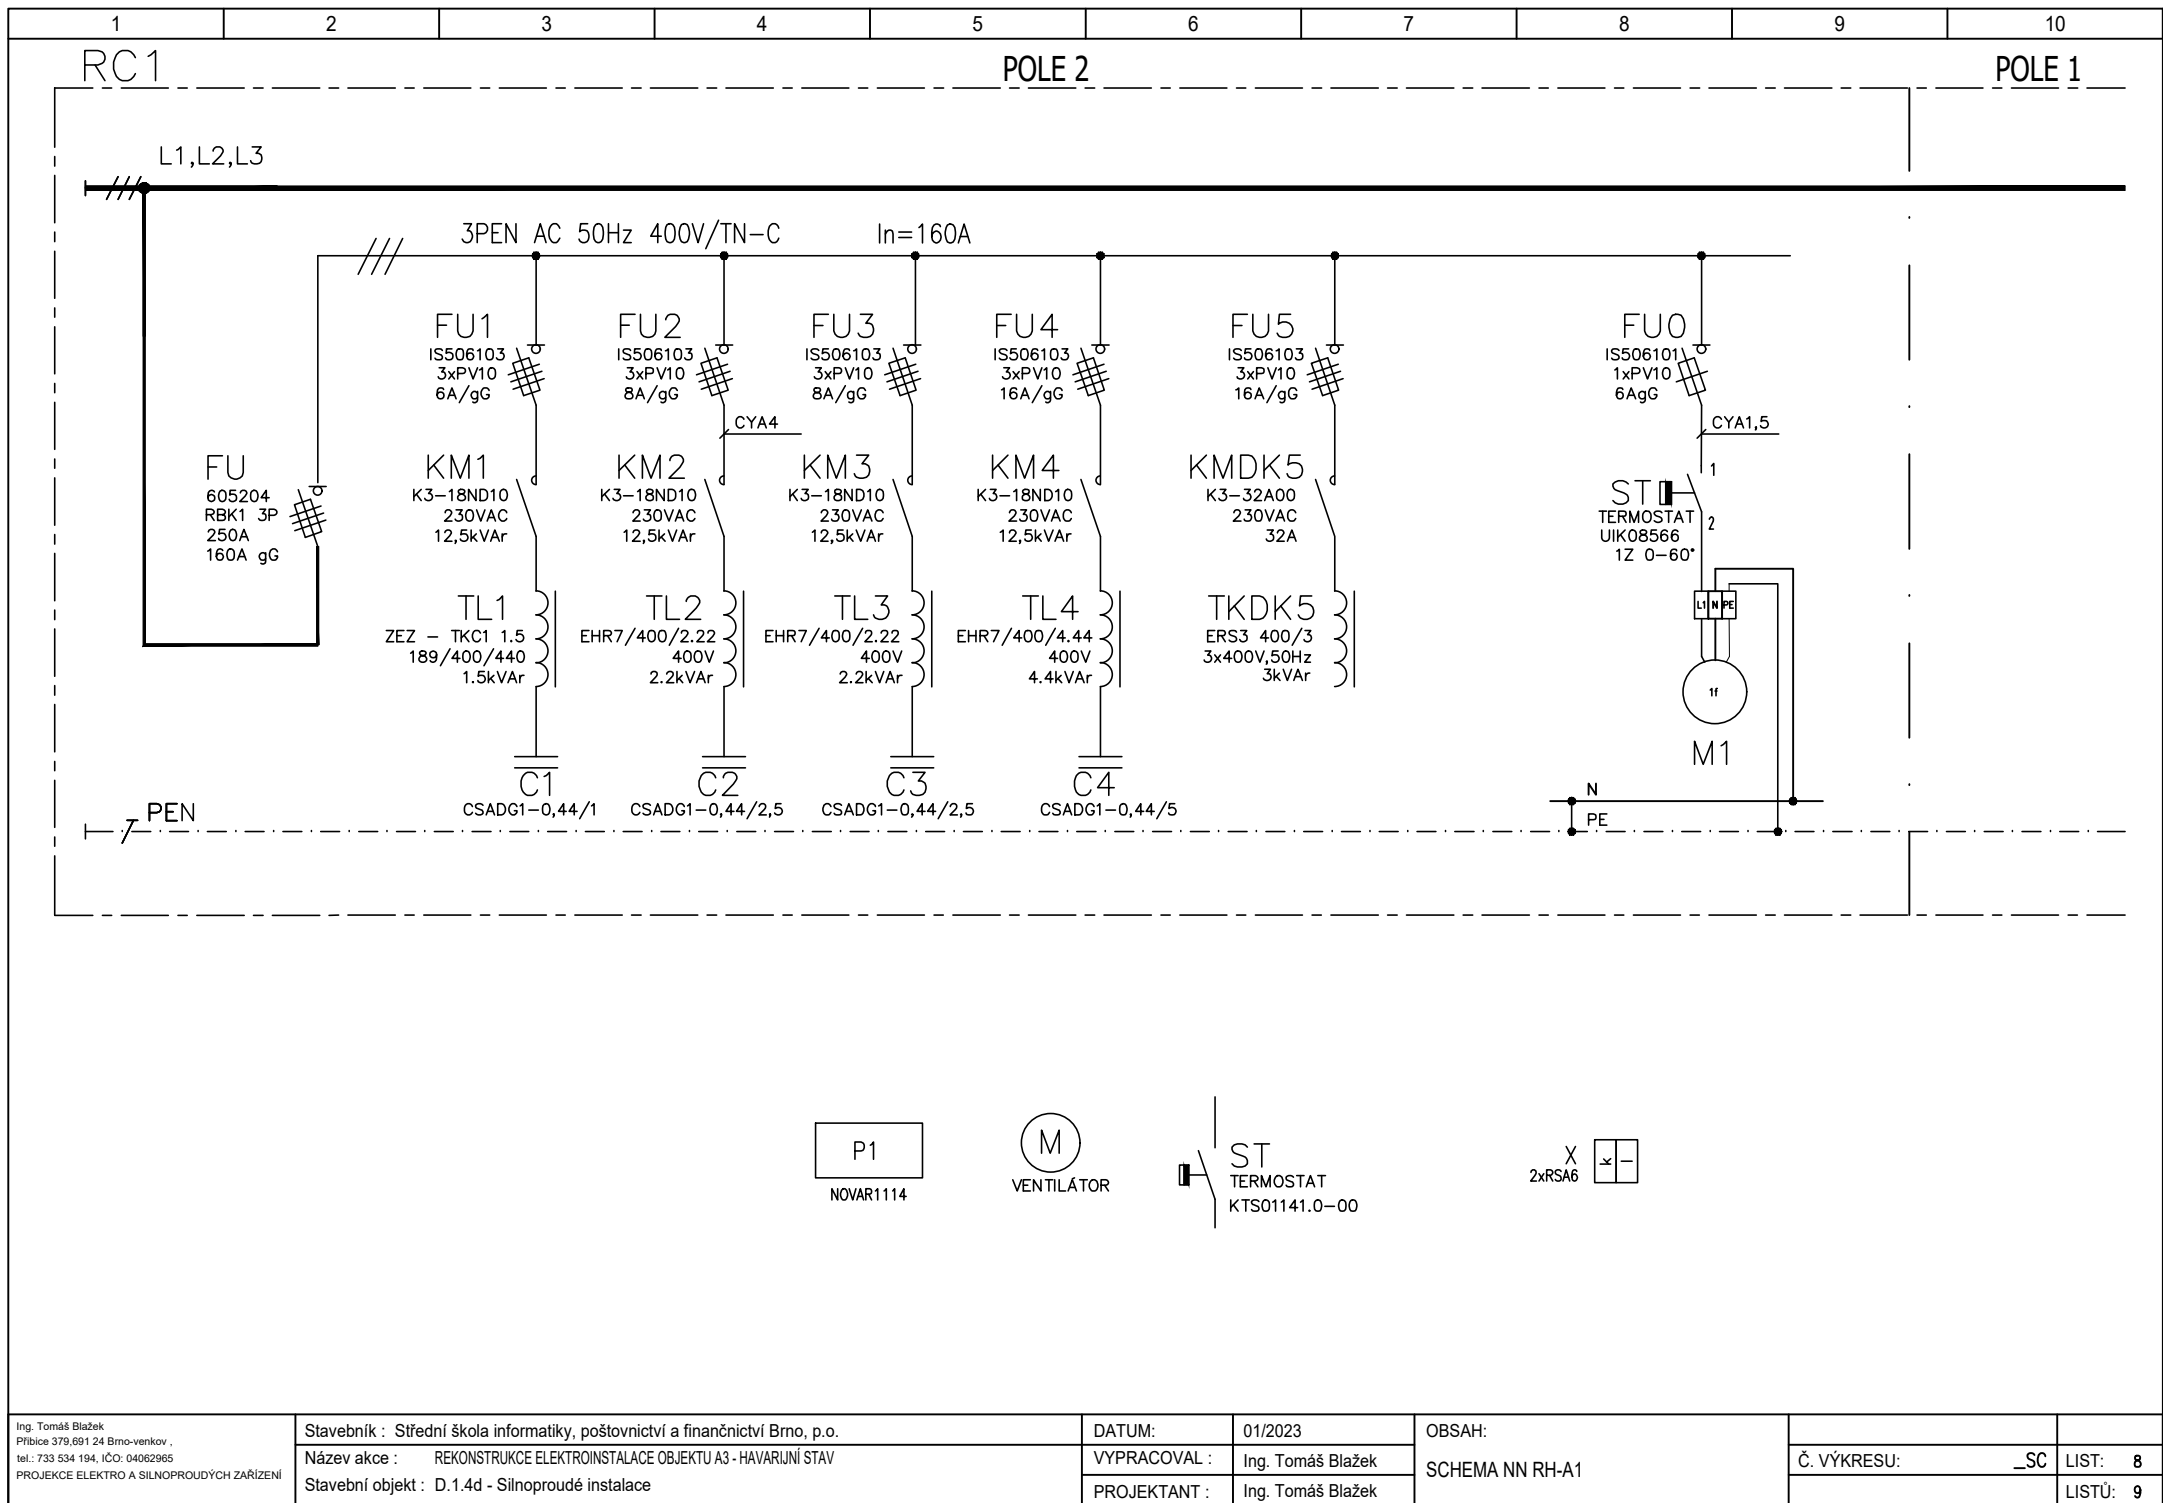 1 2 3 4 5 6 7 8 9 10
RC1 POLE 2 POLE 1
L1,L2,L3
3PEN AC 50Hz 400V/TN-C In=160A
FU
605204
RBK1 3P
250A
160A gG
FU1
IS506103
3xPV10
6A/gG
KM1
K3-18ND10
230VAC
12,5kVAr
TL1
ZEZ - TKC1 1.5
189/400/440
1.5kVAr
C1
CSADG1-0,44/1
FU2
IS506103
3xPV10
8A/gG
CYA4
KM2
K3-18ND10
230VAC
12,5kVAr
TL2
EHR7/400/2.22
400V
2.2kVAr
C2
CSADG1-0,44/2,5
FU3
IS506103
3xPV10
8A/gG
KM3
K3-18ND10
230VAC
12,5kVAr
TL3
EHR7/400/2.22
400V
2.2kVAr
C3
CSADG1-0,44/2,5
FU4
IS506103
3xPV10
16A/gG
KM4
K3-18ND10
230VAC
12,5kVAr
TL4
EHR7/400/4.44
400V
4.4kVAr
C4
CSADG1-0,44/5
FU5
IS506103
3xPV10
16A/gG
KMDK5
K3-32A00
230VAC
32A
TKDK5
ERS3 400/3
3x400V,50Hz
3kVAr
FU0
IS506101
1xPV10
6AgG
CYA1,5
1
ST
2
TERMOSTAT
UIK08566
1Z 0-60°
L1 N PE
1f
M1
N
PE
PEN
P1
NOVAR1114
M
VENTILÁTOR
ST
TERMOSTAT
KTS01141.0-00
X
2xRSA6
k l
Ing. Tomáš Blažek
Přibice 379,691 24 Brno-venkov ,
tel.: 733 534 194, IČO: 04062965
PROJEKCE ELEKTRO A SILNOPROUDÝCH ZAŘÍZENÍ
Stavebník : Střední škola informatiky, poštovnictví a finančnictví Brno, p.o.
Název akce : REKONSTRUKCE ELEKTROINSTALACE OBJEKTU A3 - HAVARIJNÍ STAV
Stavební objekt : D.1.4d - Silnoproudé instalace
DATUM: 01/2023
VYPRACOVAL : Ing. Tomáš Blažek
PROJEKTANT : Ing. Tomáš Blažek
OBSAH:
SCHEMA NN RH-A1
Č. VÝKRESU: _SC
LIST: 8
LISTŮ: 9